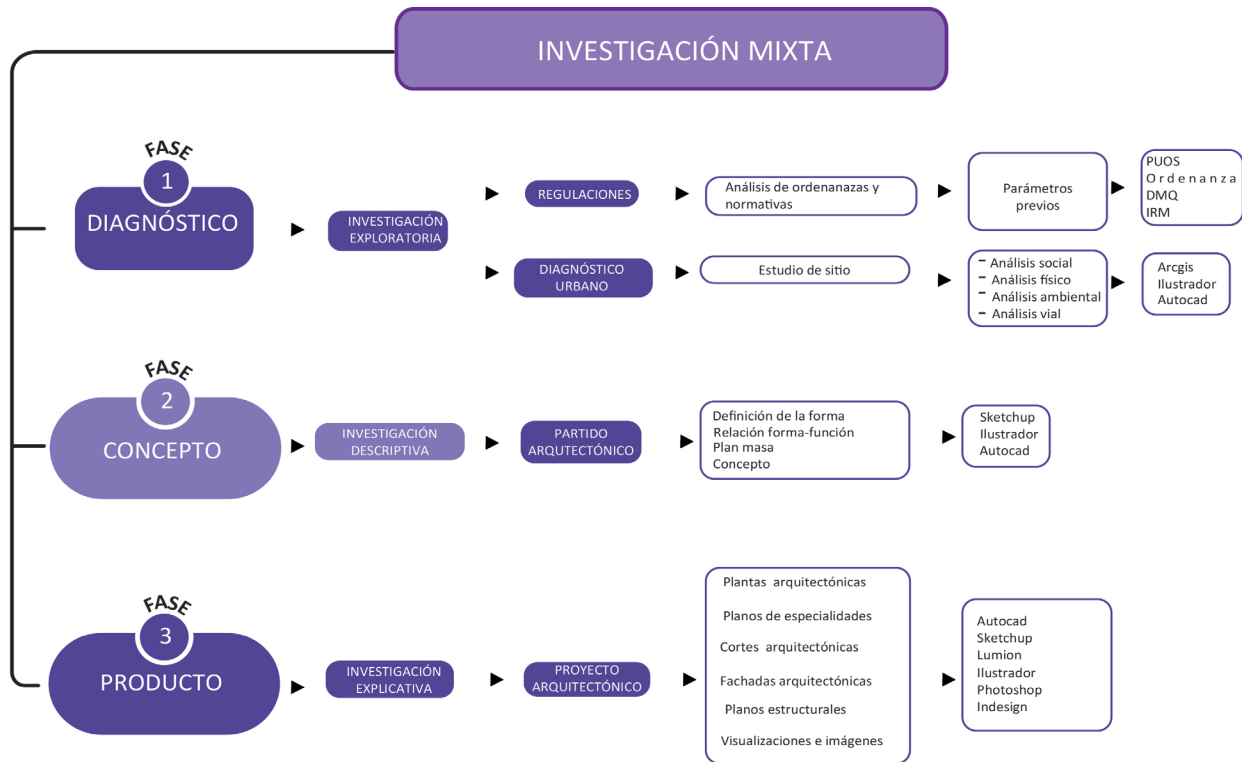 INVESTIGACIÓN MIXTA
FASE
1
DIAGNÓSTICO
INVESTIGACIÓN
EXPLORATORIA
REGULACIONES
Análisis de ordenanazas y
normativas
Parámetros
previos
PUOS
Ordenanza
DMQ
IRM
DIAGNÓSTICO
URBANO
Estudio de sitio
- Análisis social
- Análisis físico
- Análisis ambiental
- Análisis vial
Arcgis
Ilustrador
Autocad
FASE
2
CONCEPTO
INVESTIGACIÓN
DESCRIPTIVA
PARTIDO
ARQUTECTÓNICO
Definición de la forma
Relación forma-función
Plan masa
Concepto
Sketchup
Ilustrador
Autocad
FASE
3
PRODUCTO
INVESTIGACIÓN
EXPLICATIVA
PROYECTO
ARQUITECTÓNICO
Plantas arquitectónicas
Planos de especialidades
Cortes arquitectónicas
Fachadas arquitectónicas
Planos estructurales
Visualizaciones e imágenes
Autocad
Sketchup
Lumion
Ilustrador
Photoshop
Indesign